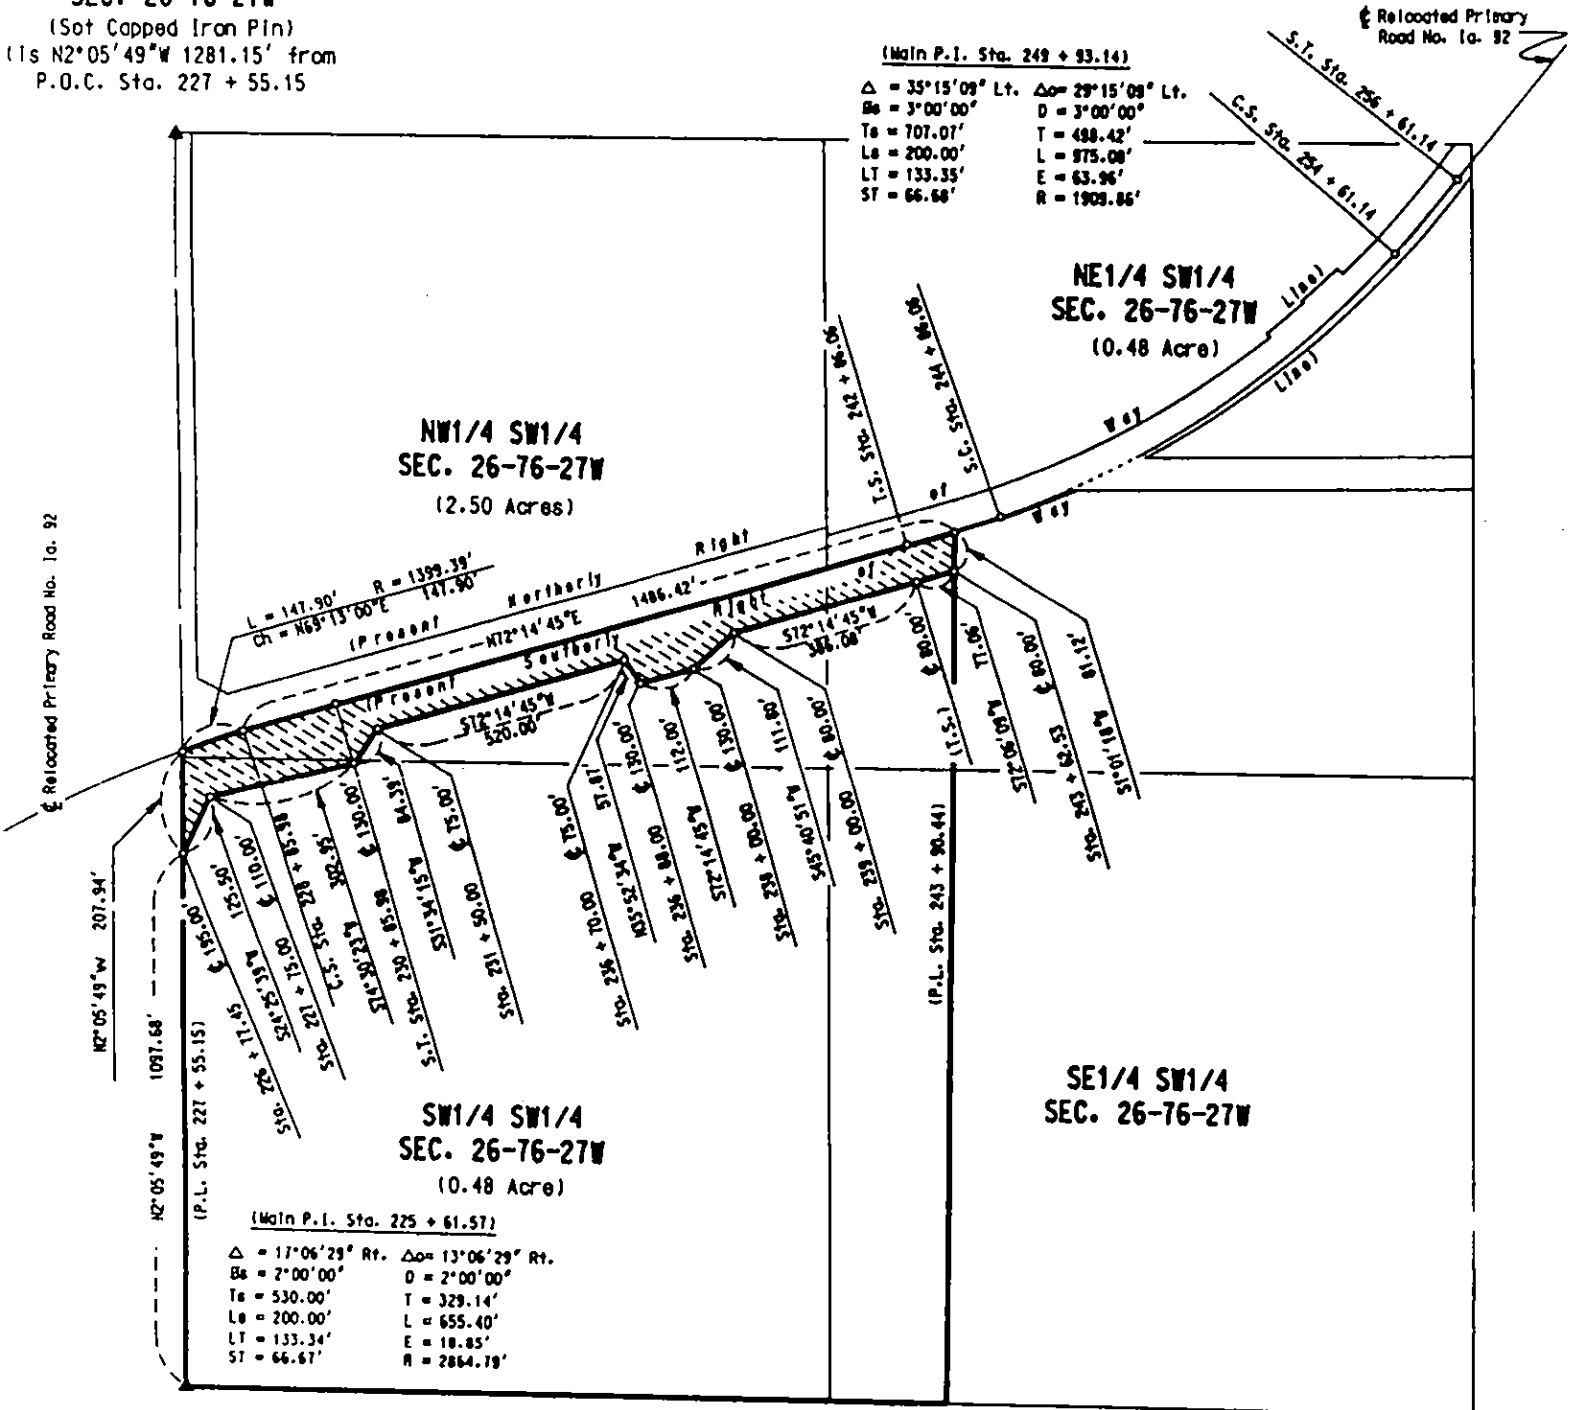 (Set Capped Iron Pin)
(is N2°05'49"W 1281.15' from
P.O.C. Sta. 227 + 55.15
(Main P.I. Sta. 249 + 93.14)
Δ = 35°15'09" Lt. Δc= 29°15'09" Lt.
θs = 3°00'00" D = 3°00'00"
Ts = 707.07' T = 498.42'
Ls = 200.00' L = 975.08'
LT = 133.35' E = 63.96'
ST = 66.68' R = 1909.86'
℄ Relocated Primary
Road No. Ia. 92
S.T. Sta. 256 + 61.14
C.S. Sta. 254 + 61.14
NE1/4 SW1/4
SEC. 26-76-27W
(0.48 Acre)
Line)
Line)
T.S. Sta. 242 + 86.06
S.C. Sta. 244 + 86.06
NW1/4 SW1/4
SEC. 26-76-27W
(2.50 Acres)
Way
Way
℄ Relocated Primary Road No. Ia. 92
L = 147.90' R = 1399.39'
Ch = N69°13'00"E 147.90'
(Present Northerly Right of
N72°14'45"E 1486.42'
(Present Southerly Right of
S72°14'45"W
520.00'
S72°14'45"W
386.08'
N2°05'49"W 207.94'
N2°05'49"W 1097.68'
(P.L. Sta. 227 + 55.15)
Sta. 226 + 77.45 ℄ 195.00'
S24°25'39"W 125.50'
Sta. 227 + 75.00 ℄ 110.00'
C.S. Sta. 228 + 85.98
S74°30'23"W 302.95'
S.T. Sta. 230 + 85.98 ℄ 130.00'
S31°34'15"W 84.39'
Sta. 231 + 50.00 ℄ 75.00'
Sta. 236 + 70.00 ℄ 75.00'
N35°52'34"W 57.87'
Sta. 236 + 88.00 ℄ 130.00'
S72°14'45"W 112.00'
Sta. 238 + 00.00 ℄ 130.00'
S45°40'51"W 111.80'
Sta. 239 + 00.00 ℄ 80.00'
(T.S.) ℄ 80.00'
S72°06'09"W 77.06'
Sta. 243 + 62.53 ℄ 80.00'
S1°01'18"W 81.12'
(P.L. Sta. 243 + 90.44)
SW1/4 SW1/4
SEC. 26-76-27W
(0.48 Acre)
SE1/4 SW1/4
SEC. 26-76-27W
(Main P.I. Sta. 225 + 61.57)
Δ = 17°06'29" Rt. Δc= 13°06'29" Rt.
θs = 2°00'00" D = 2°00'00"
Ts = 530.00' T = 329.14'
Ls = 200.00' L = 655.40'
LT = 133.34' E = 18.85'
ST = 66.67' R = 2864.79'